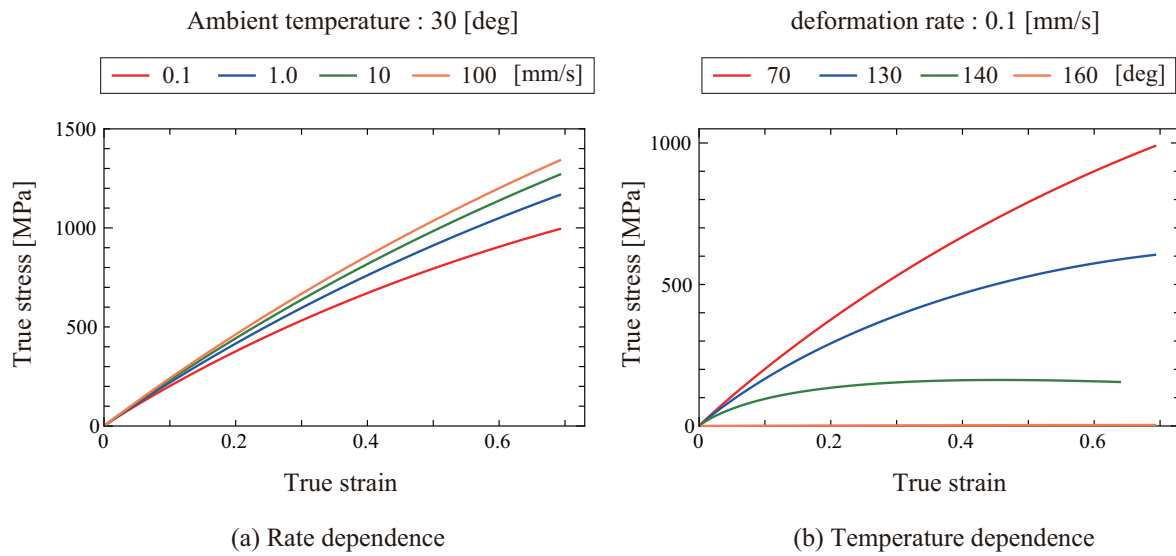 Ambient temperature : 30 [deg]
0.1 1.0 10 100 [mm/s]
1500
1000
500
0
0 0.2 0.4 0.6
True stress [MPa]
True strain
(a) Rate dependence
deformation rate : 0.1 [mm/s]
70 130 140 160 [deg]
1000
500
0
0 0.2 0.4 0.6
True stress [MPa]
True strain
(b) Temperature dependence